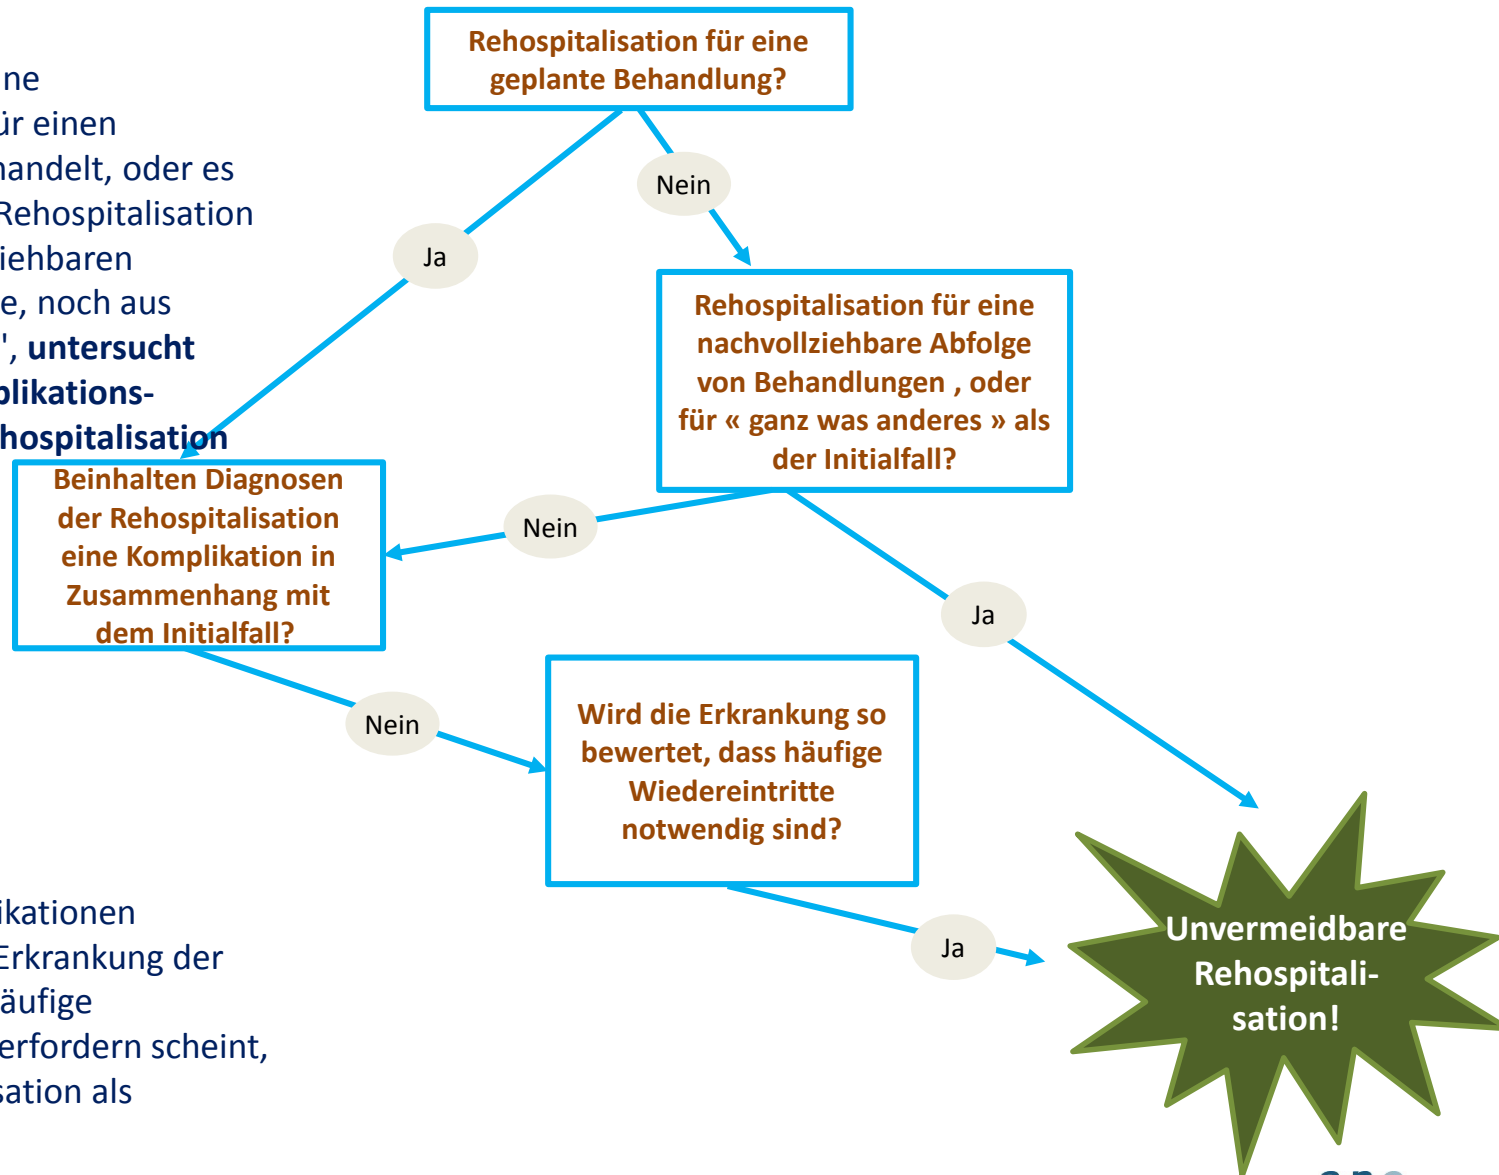 Rehospitalisation für eine
geplante Behandlung?
ne
ür einen
handelt, oder es
Rehospitalisation
ziehbaren
e, noch aus
", untersucht
plikations-
hospitalisation
Ja
Nein
Rehospitalisation für eine
nachvollziehbare Abfolge
von Behandlungen , oder
für « ganz was anderes » als
der Initialfall?
Beinhalten Diagnosen
der Rehospitalisation
eine Komplikation in
Zusammenhang mit
dem Initialfall?
Nein
Ja
Nein
Wird die Erkrankung so
bewertet, dass häufige
Wiedereintritte
notwendig sind?
Ja
Unvermeidbare
Rehospitali-
sation!
ikationen
Erkrankung der
äufige
erfordern scheint,
sation als